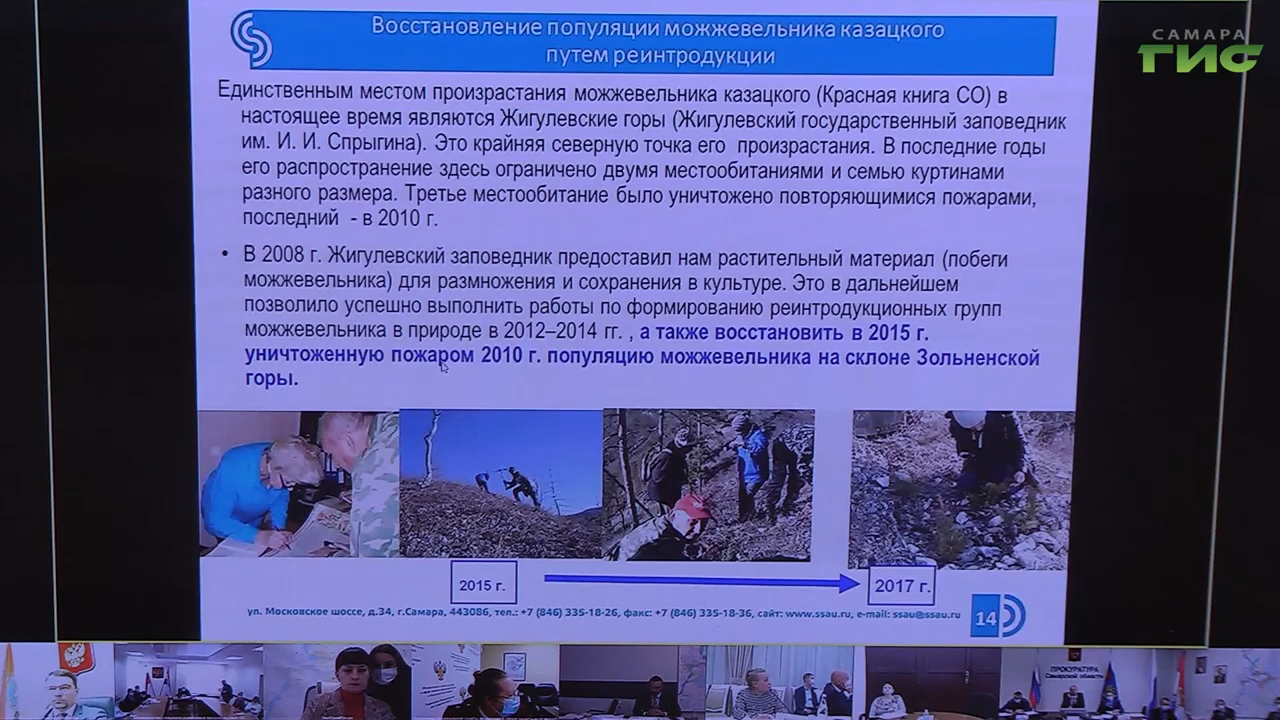 САМАРА
ГИС
Восстановление популяции можжевельника казацкого
путем реинтродукции
Единственным местом произрастания можжевельника казацкого (Красная книга СО) в
настоящее время являются Жигулевские горы (Жигулевский государственный заповедник
им. И. И. Спрыгина). Это крайняя северную точка его произрастания. В последние годы
его распространение здесь ограничено двумя местообитаниями и семью куртинами
разного размера. Третье местообитание было уничтожено повторяющимися пожарами,
последний - в 2010 г.
• В 2008 г. Жигулевский заповедник предоставил нам растительный материал (побеги
можжевельника) для размножения и сохранения в культуре. Это в дальнейшем
позволило успешно выполнить работы по формированию реинтродукционных групп
можжевельника в природе в 2012–2014 гг. , а также восстановить в 2015 г.
уничтоженную пожаром 2010 г. популяцию можжевельника на склоне Зольненской
горы.
2015 г.
2017 г.
ул. Московское шоссе, д.34, г.Самара, 443086, тел.: +7 (846) 335-18-26, факс: +7 (846) 335-18-36, сайт: www.ssau.ru, e-mail: ssau@ssau.ru
14
ПРОКУРАТУРА
Самарской области